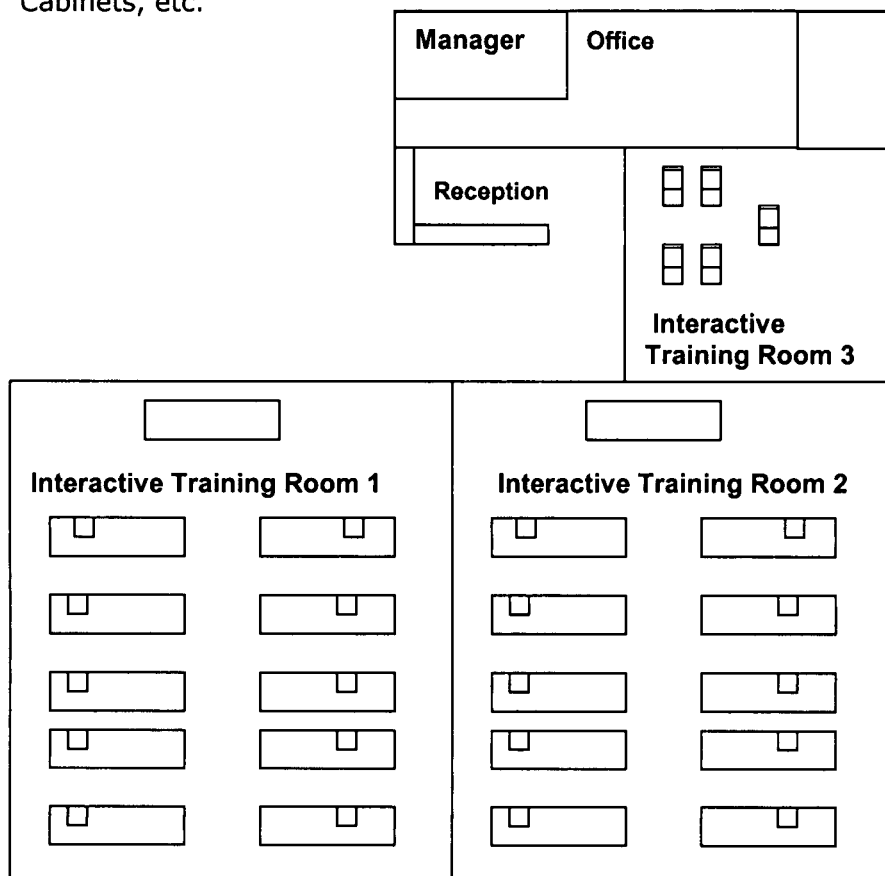 Cabinets, etc.
Manager
Office
Reception
Interactive
Training Room 3
Interactive Training Room 1
Interactive Training Room 2